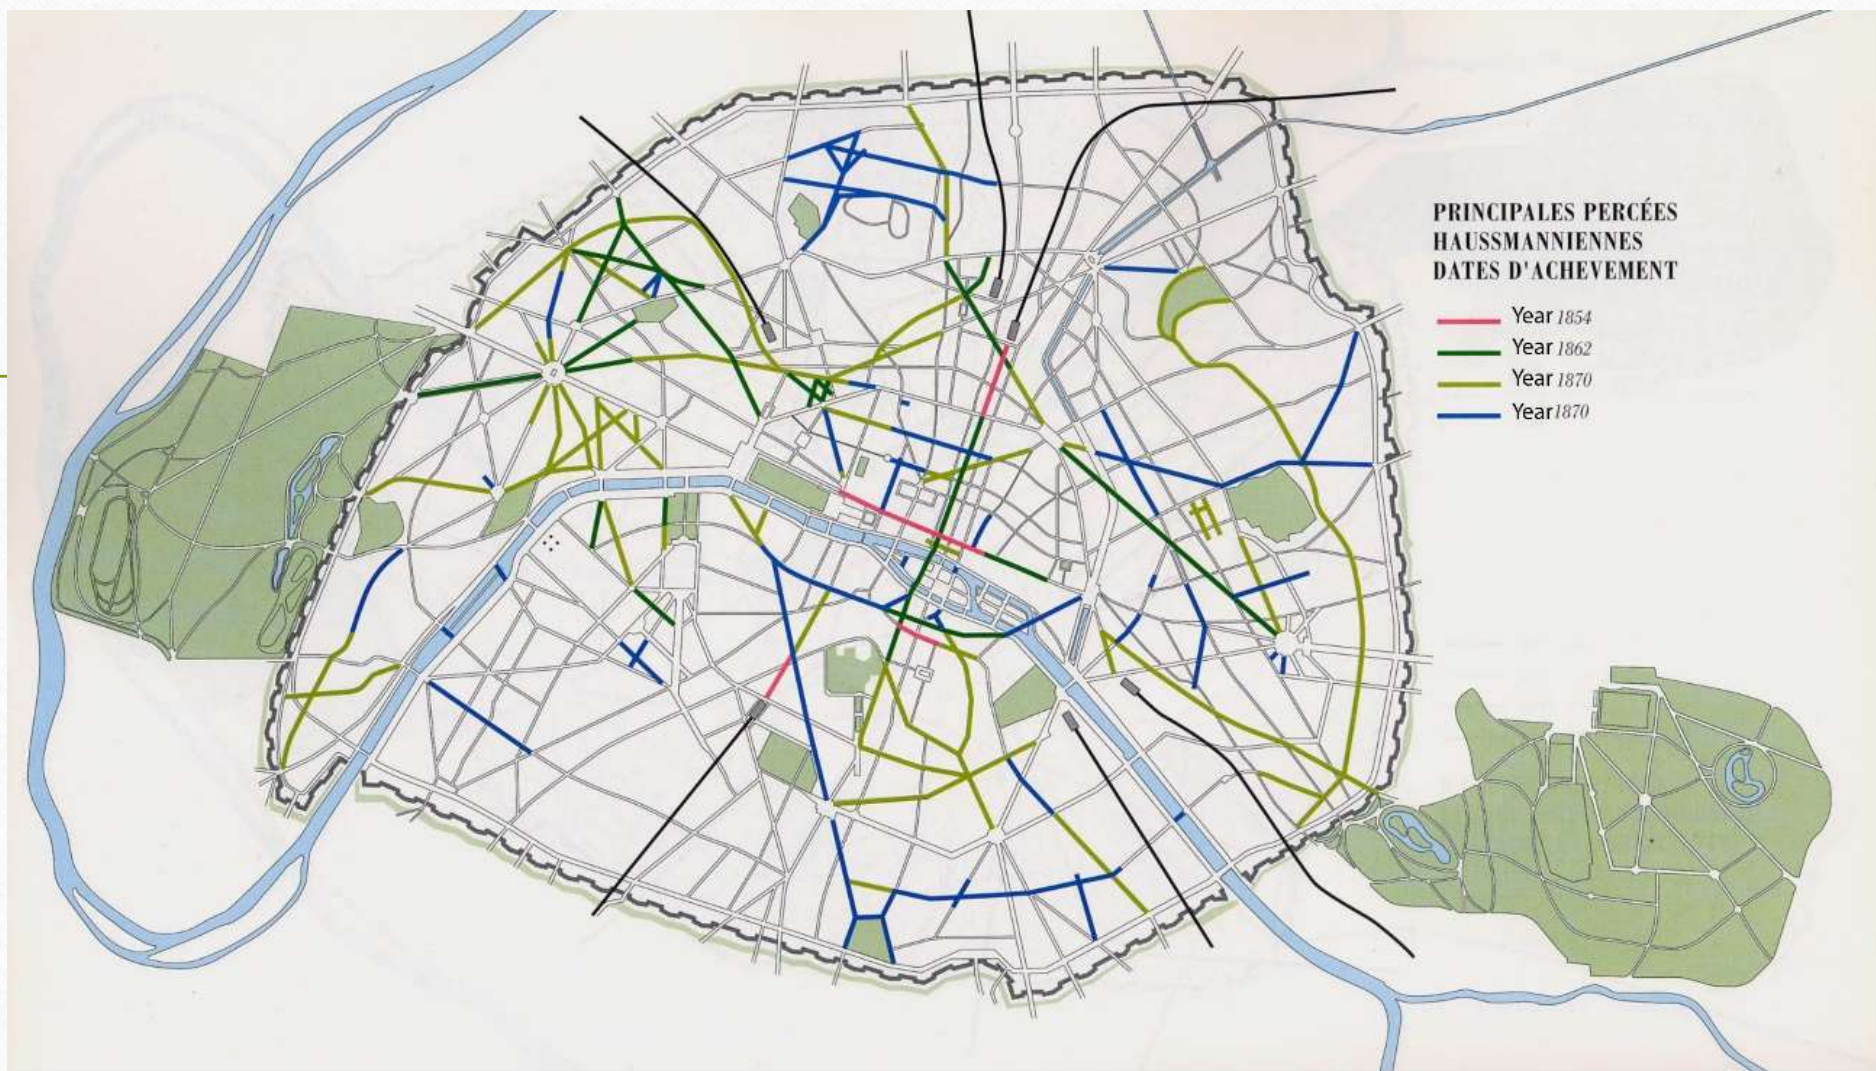 PRINCIPALES PERCÉES
HAUSSMANNIENNES
DATES D'ACHEVEMENT
Year 1854
Year 1862
Year 1870
Year 1870